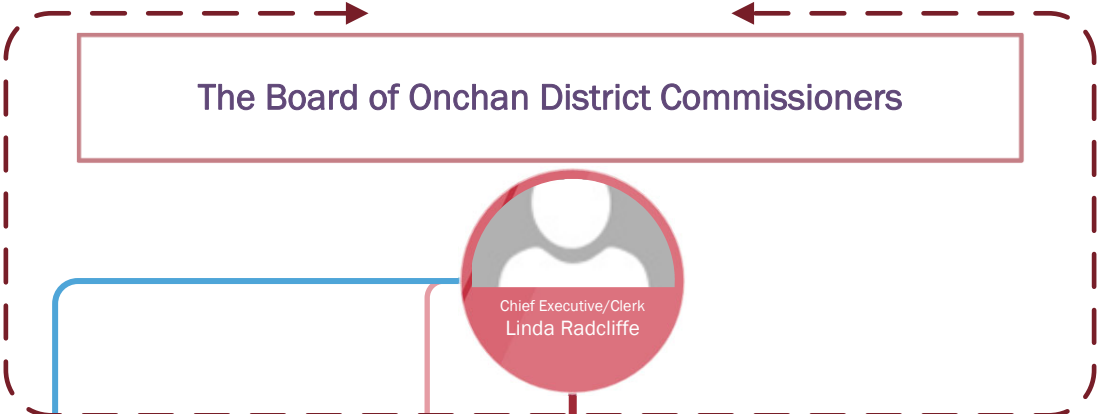 The Board of Onchan District Commissioners
Chief Executive/Clerk
Linda Radcliffe